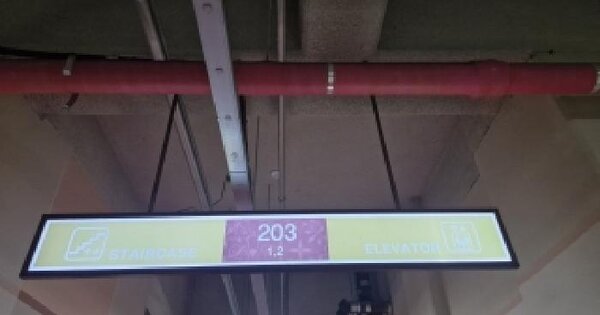 STAIRCASE
203
1,2
ELEVATOR